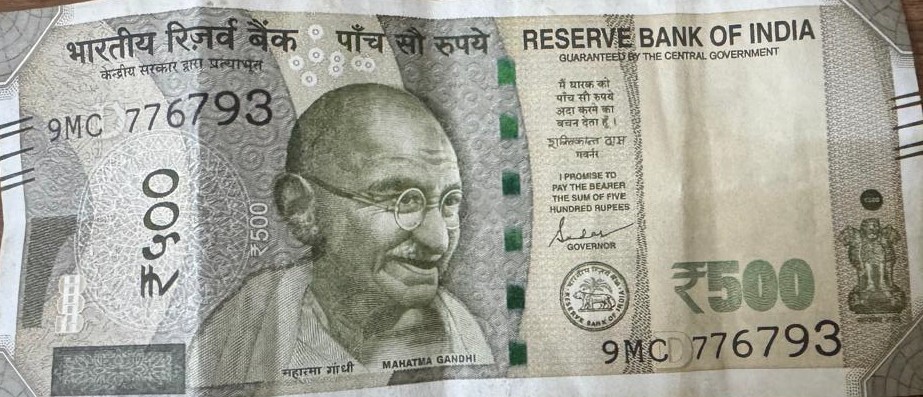 भारतीय रिज़र्व बैंक
केन्द्रीय सरकार द्वारा प्रत्याभूत
पाँच सौ रुपये
RESERVE BANK OF INDIA
GUARANTEED BY THE CENTRAL GOVERNMENT
9MC 776793
मैं धारक को
पाँच सौ रुपये
अदा करने का
वचन देता हूँ ।
गवर्नर
I PROMISE TO
PAY THE BEARER
THE SUM OF FIVE
HUNDRED RUPEES
GOVERNOR
₹५००
₹500
RESERVE BANK OF INDIA
₹500
9MC 776793
महात्मा गांधी
MAHATMA GANDHI